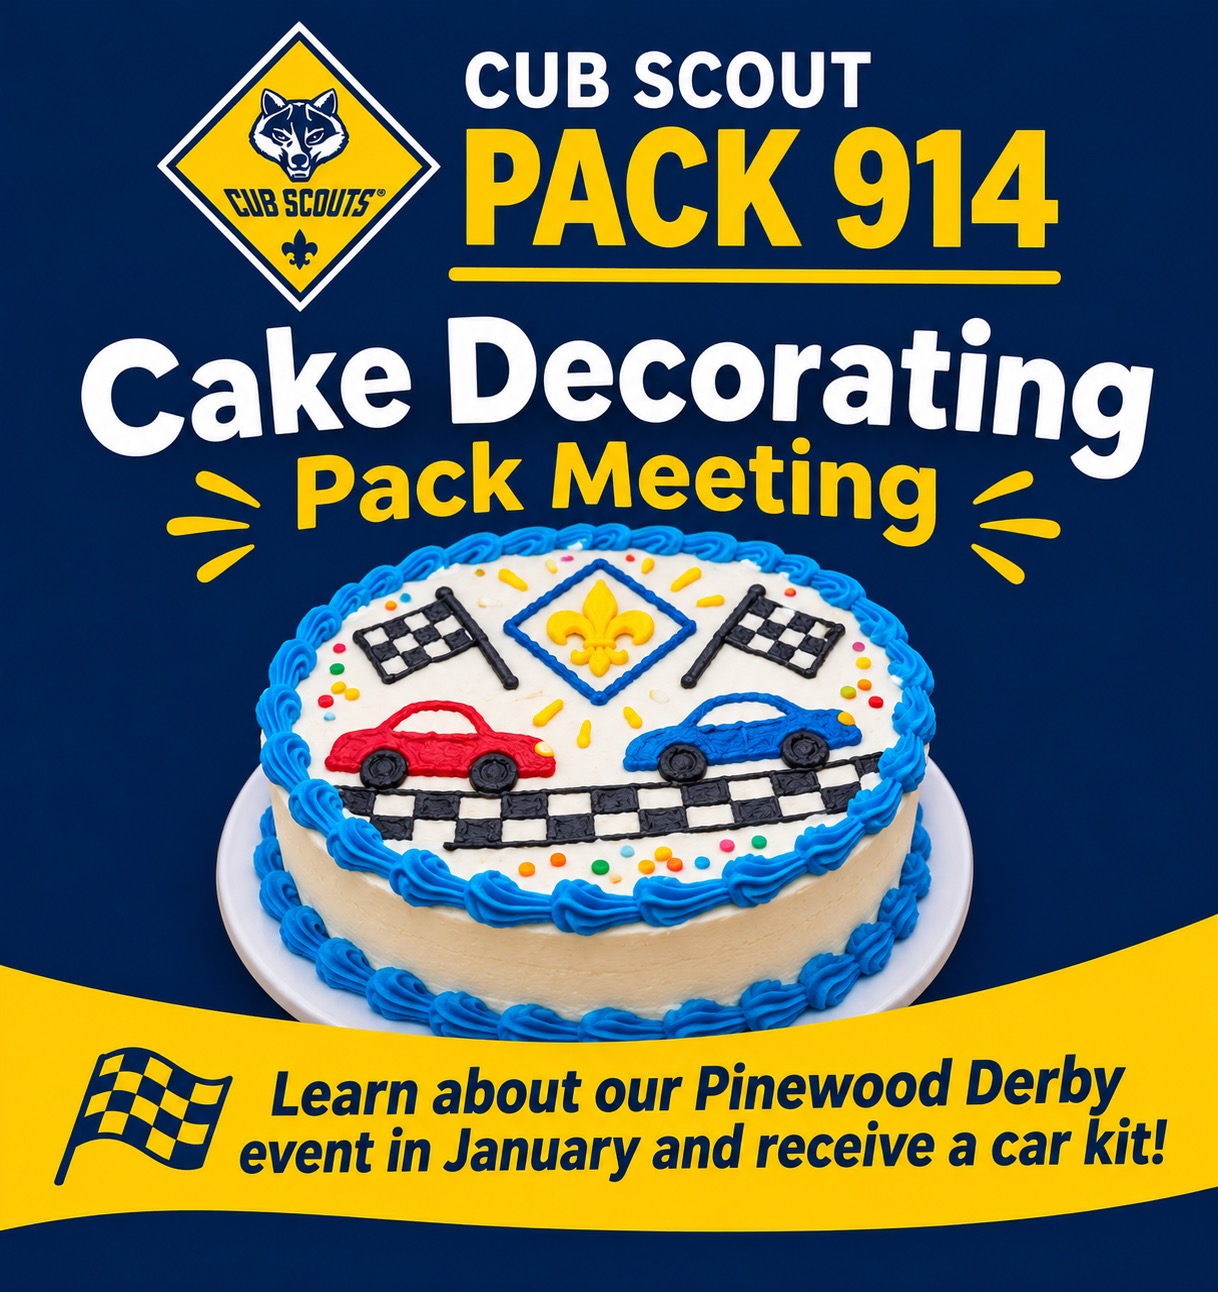 CUB SCOUTS®
CUB SCOUT
PACK 914
Cake Decorating
Pack Meeting
Learn about our Pinewood Derby
event in January and receive a car kit!